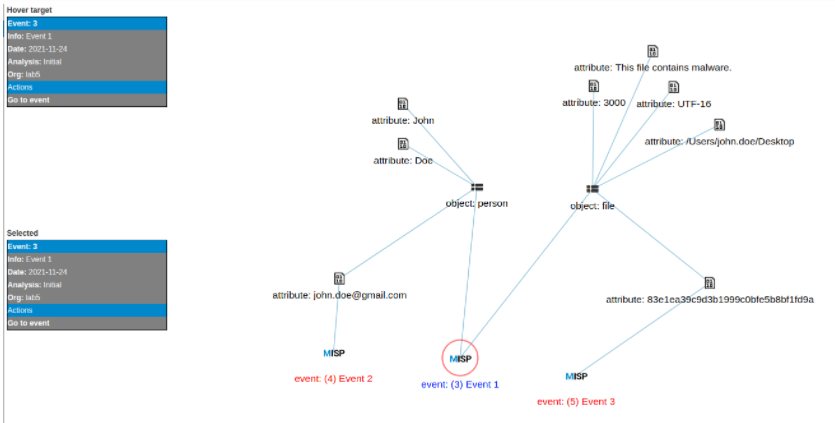 Hover target
Event: 3
Info: Event 1
Date: 2021-11-24
Analysis: Initial
Org: lab5
Actions
Go to event
Selected
Event: 3
Info: Event 1
Date: 2021-11-24
Analysis: Initial
Org: lab5
Actions
Go to event
attribute: This file contains malware.
attribute: 3000
attribute: UTF-16
attribute: John
attribute: /Users/john.doe/Desktop
attribute: Doe
object: person
object: file
attribute: john.doe@gmail.com
attribute: 83e1ea39c9d3b1999c0bfe5b8bf1fd9a
MISP
event: (4) Event 2
MISP
event: (3) Event 1
MISP
event: (5) Event 3